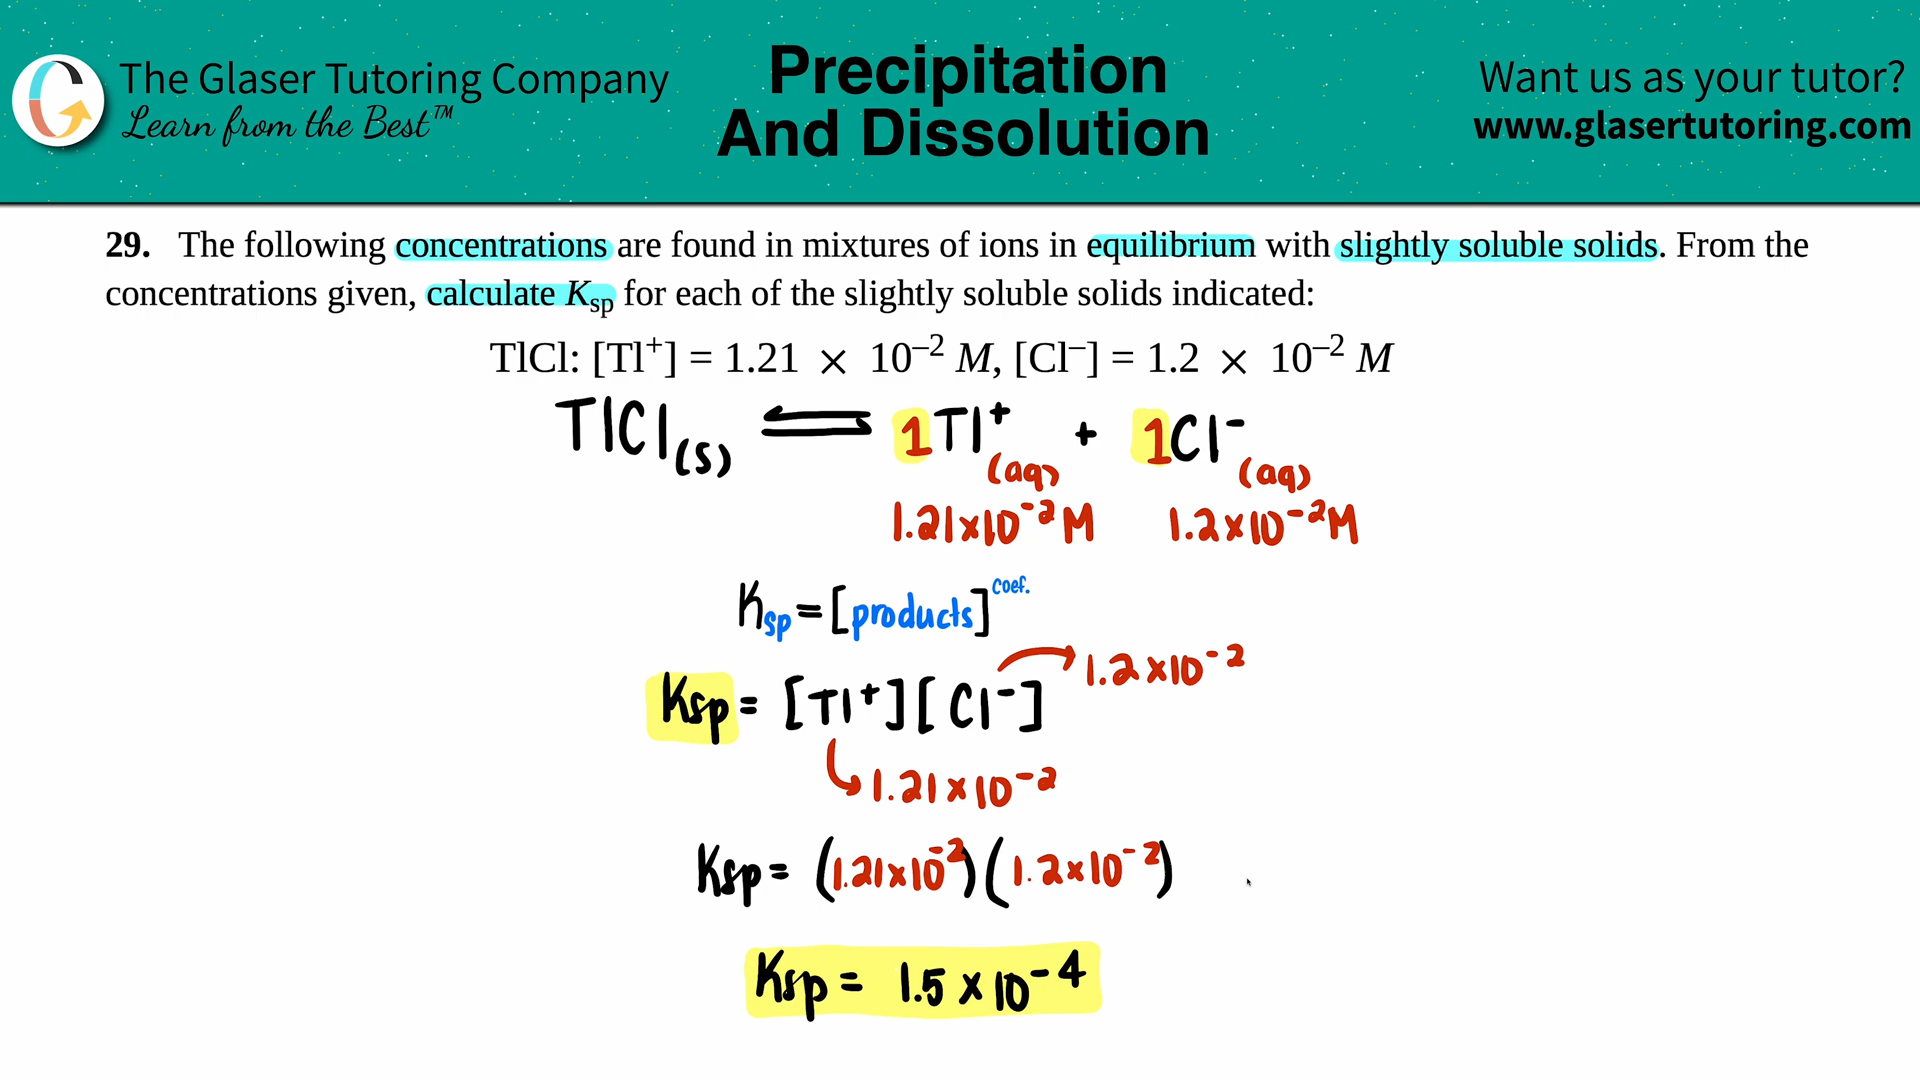 The Glaser Tutoring Company
Learn from the Best™
Precipitation
And Dissolution
Want us as your tutor?
www.glasertutoring.com
29. The following concentrations are found in mixtures of ions in equilibrium with slightly soluble solids. From the
concentrations given, calculate Ksp for each of the slightly soluble solids indicated:
TlCl: [Tl⁺] = 1.21 × 10⁻² M, [Cl⁻] = 1.2 × 10⁻² M
TlCl(s) ⇌ 1Tl⁺(aq) + 1Cl⁻(aq)
1.21×10⁻²M 1.2×10⁻²M
Ksp = [products]^coef.
Ksp = [Tl⁺][Cl⁻] 1.2×10⁻²
1.21×10⁻²
Ksp = (1.21×10⁻²)(1.2×10⁻²)
Ksp = 1.5×10⁻⁴